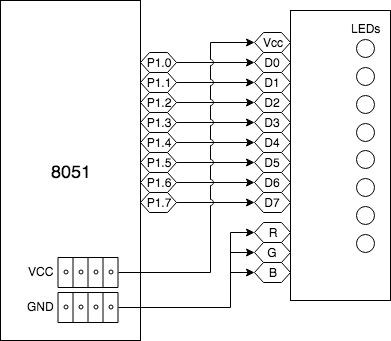 LEDs
Vcc
P1.0 D0
P1.1 D1
P1.2 D2
P1.3 D3
P1.4 D4
P1.5 D5
8051
P1.6 D6
P1.7 D7
R
G
VCC B
GND